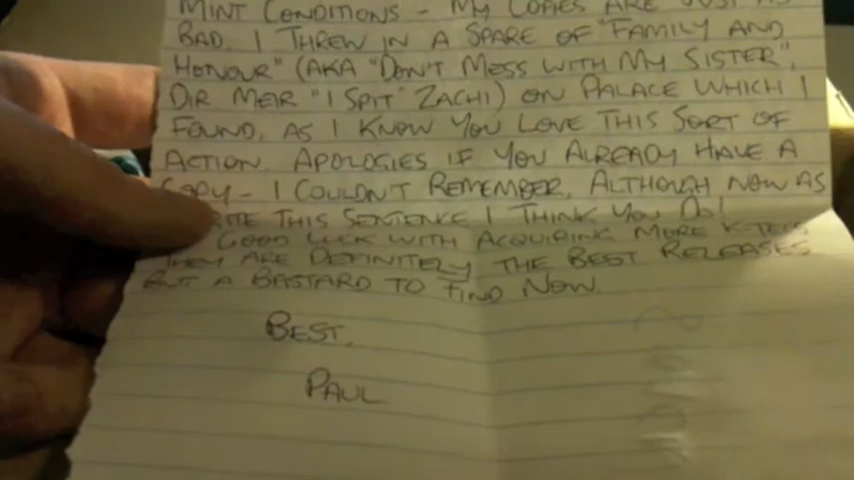 MINT CONDITIONS - MY COPIES ARE JUST AS
BAD. I THREW IN A SPARE OF "FAMILY AND
HONOUR" (AKA "DON'T MESS WITH MY SISTER",
DIR MEIR "I SPIT" ZACHI) ON PALACE WHICH I
FOUND, AS I KNOW YOU LOVE THIS SORT OF
ACTION. APOLOGIES IF YOU ALREADY HAVE A
COPY - I COULDN'T REMEMBER, ALTHOUGH NOW AS
THIS SENTENCE I THINK YOU DO!
GOOD LUCK WITH ACQUIRING MORE K-TELS
THEY ARE DEFINITELY THE BEST RELEASES
BUT A BASTARD TO FIND NOW.
BEST,
PAUL